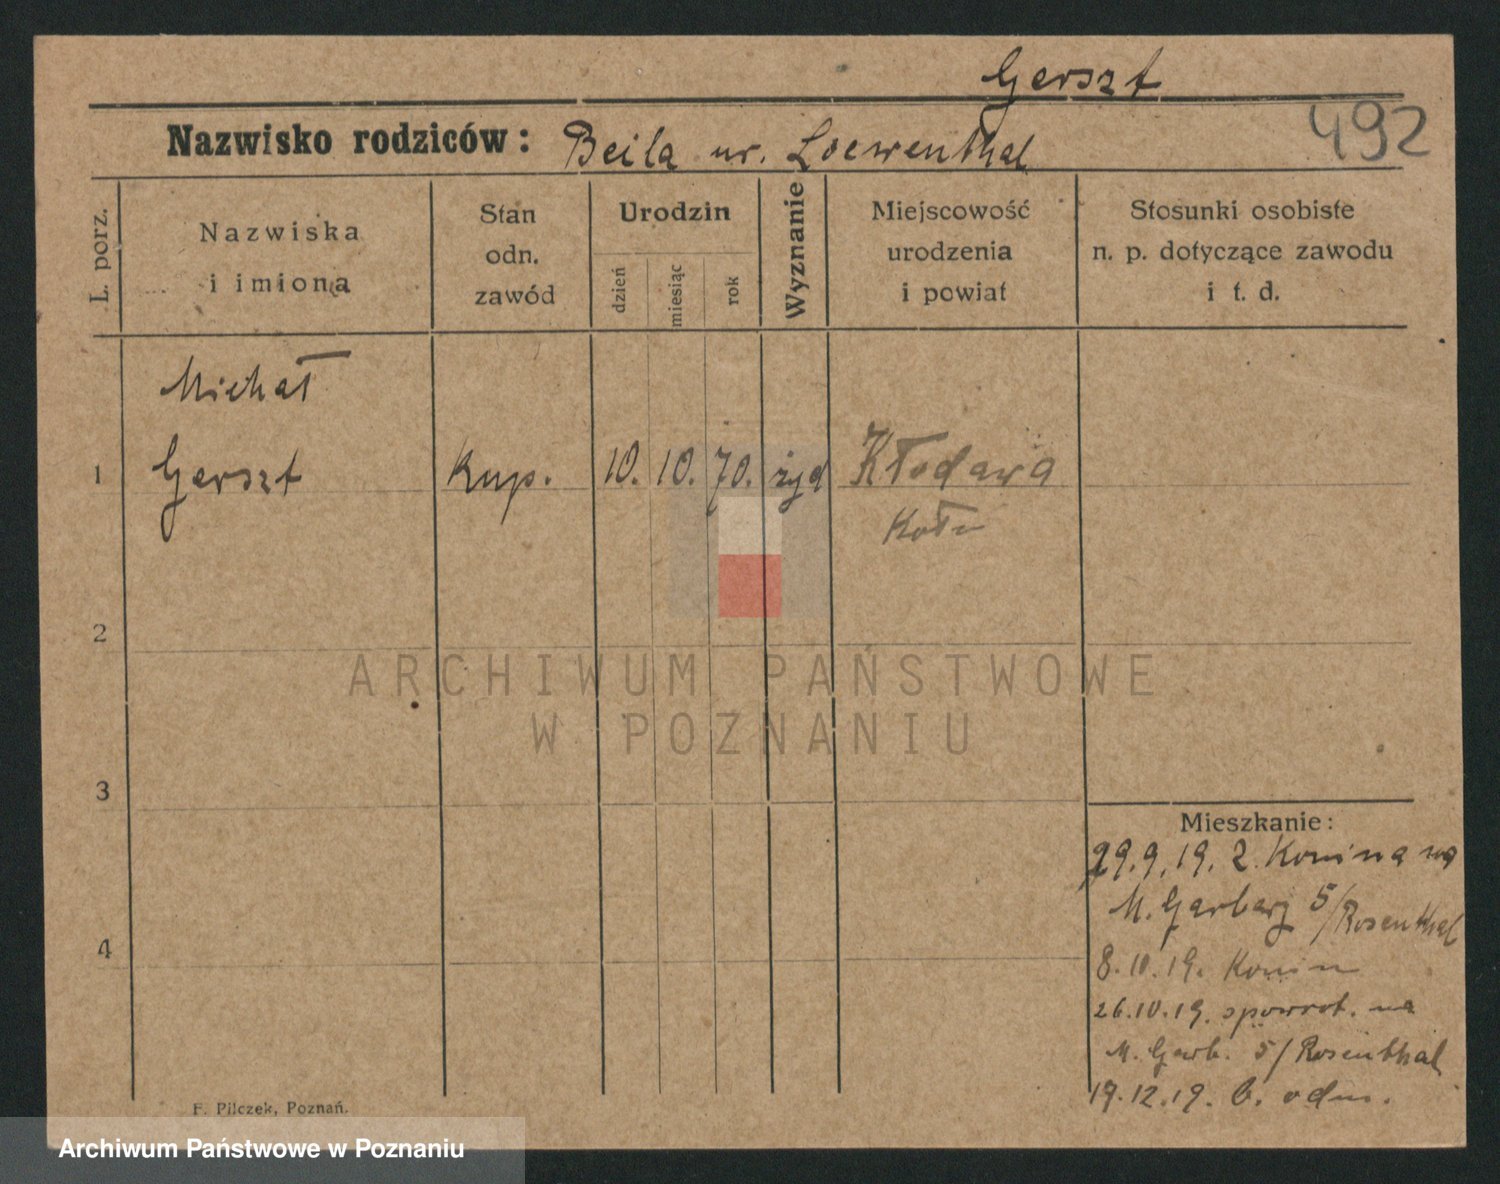 Gerszt
492
Nazwisko rodziców: Beila ur. Loewenthal
L. porz.
Nazwiska
i imiona
Stan
odn.
zawód
Urodzin
dzień
miesiąc
rok
Wyznanie
Miejscowość
urodzenia
i powiat
Stosunki osobiste
n. p. dotyczące zawodu
i t. d.
Michał
1 Gerszt kup. 10. 10. 70. żyd Kłodawa
Koło
2
3
4
ARCHIWUM PAŃSTWOWE
W POZNANIU
Mieszkanie:
29.9.19. z Konina na
M. Garbary 5/Rosenthal
8.10.19. Konin
26.10.19. spowrot. na
M. Garb. 5/Rosenthal
17.12.19. b. odm.
F. Pilczek, Poznań.
Archiwum Państwowe w Poznaniu